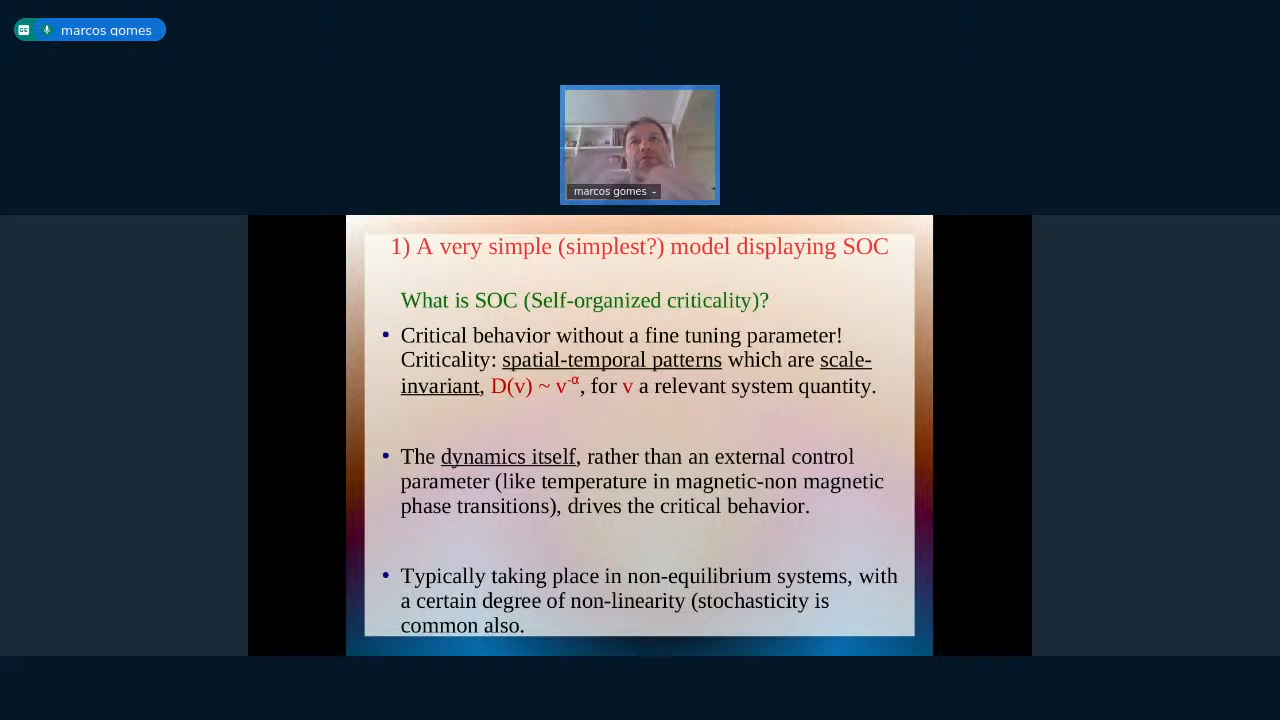 marcos gomes
marcos gomes
1) A very simple (simplest?) model displaying SOC
What is SOC (Self-organized criticality)?
• Critical behavior without a fine tuning parameter!
Criticality: spatial-temporal patterns which are scale-
invariant, D(v) ~ v^-α, for v a relevant system quantity.
• The dynamics itself, rather than an external control
parameter (like temperature in magnetic-non magnetic
phase transitions), drives the critical behavior.
• Typically taking place in non-equilibrium systems, with
a certain degree of non-linearity (stochasticity is
common also.